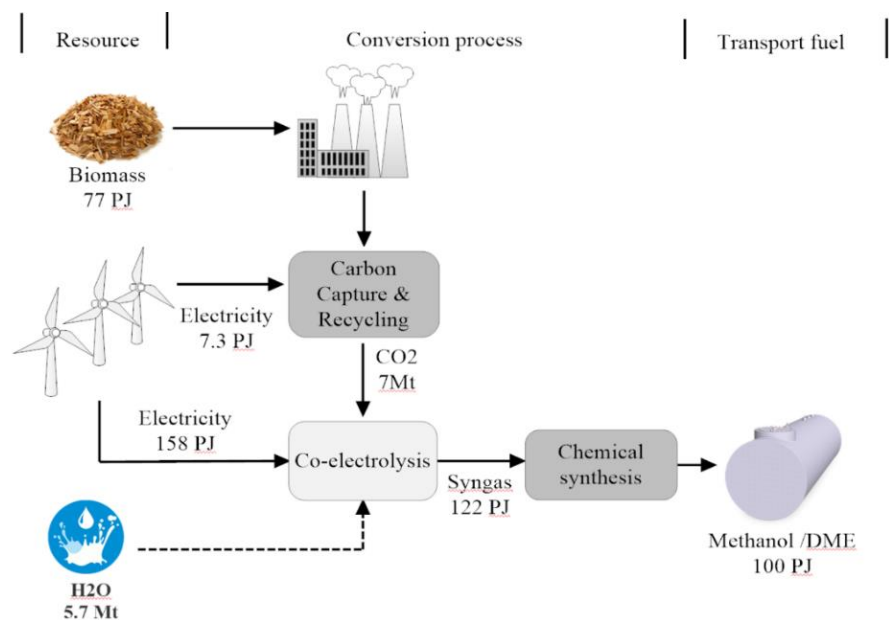 Resource
Conversion process
Transport fuel
Biomass
77 PJ
Carbon
Capture &
Recycling
Electricity
7.3 PJ
CO2
7Mt
Electricity
158 PJ
Co-electrolysis
Syngas
122 PJ
Chemical
synthesis
Methanol /DME
100 PJ
H2O
5.7 Mt